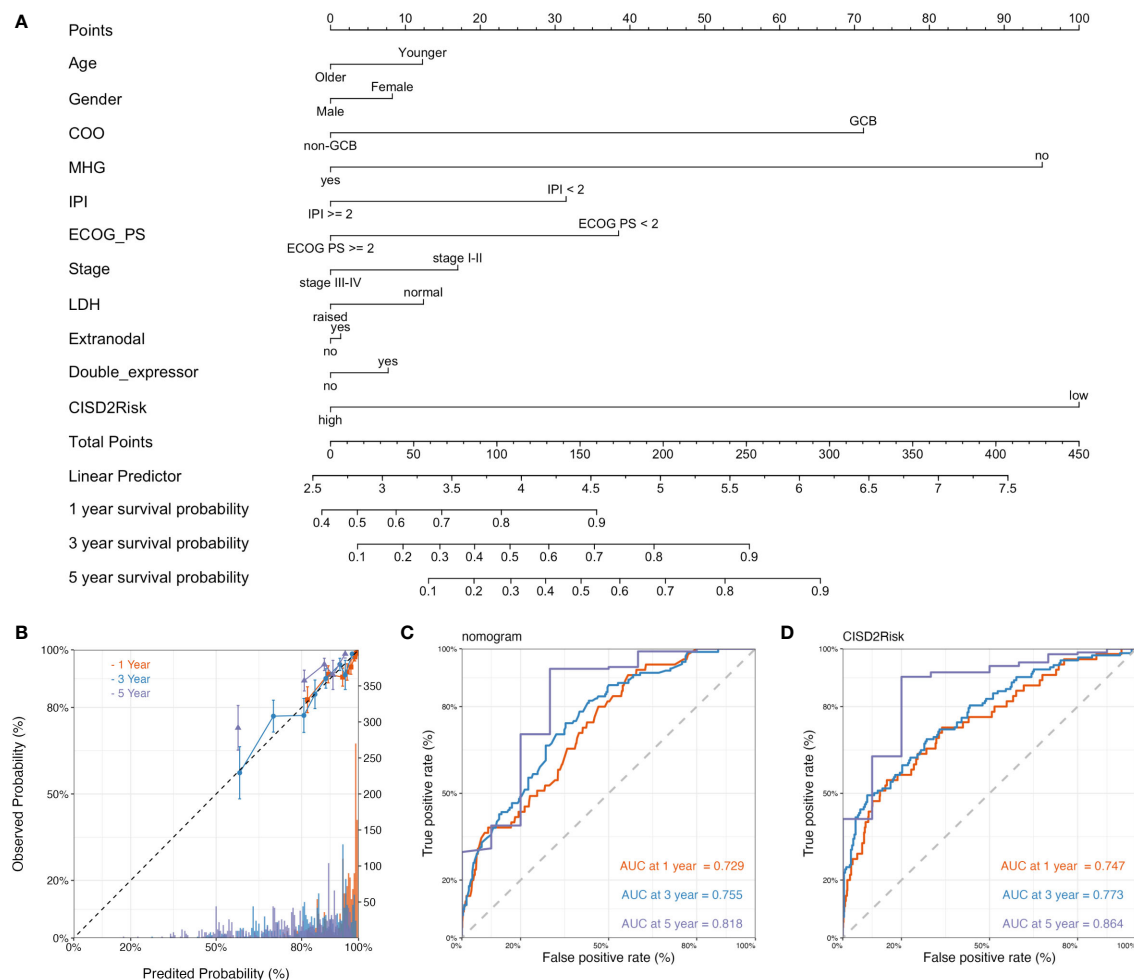 A
Points
0 10 20 30 40 50 60 70 80 90 100
Age
Younger
Older
Gender
Female
Male
COO
GCB
non-GCB
MHG
no
yes
IPI
IPI < 2
IPI >= 2
ECOG_PS
ECOG PS < 2
ECOG PS >= 2
Stage
stage I-II
stage III-IV
LDH
normal
raised
Extranodal
yes
no
Double_expressor
yes
no
CISD2Risk
low
high
Total Points
0 50 100 150 200 250 300 350 400 450
Linear Predictor
2.5 3 3.5 4 4.5 5 5.5 6 6.5 7 7.5
1 year survival probability
0.4 0.5 0.6 0.7 0.8 0.9
3 year survival probability
0.1 0.2 0.3 0.4 0.5 0.6 0.7 0.8 0.9
5 year survival probability
0.1 0.2 0.3 0.4 0.5 0.6 0.7 0.8 0.9
B
100%
80%
50%
20%
0%
Observed Probability (%)
- 1 Year
- 3 Year
- 5 Year
350
300
250
200
150
100
50
0% 20% 50% 80% 100%
Predited Probability (%)
C
nomogram
100%
80%
50%
20%
0%
True positive rate (%)
AUC at 1 year = 0.729
AUC at 3 year = 0.755
AUC at 5 year = 0.818
0% 20% 50% 80% 100%
False positive rate (%)
D
CISD2Risk
100%
80%
50%
20%
0%
True positive rate (%)
AUC at 1 year = 0.747
AUC at 3 year = 0.773
AUC at 5 year = 0.864
0% 20% 50% 80% 100%
False positive rate (%)